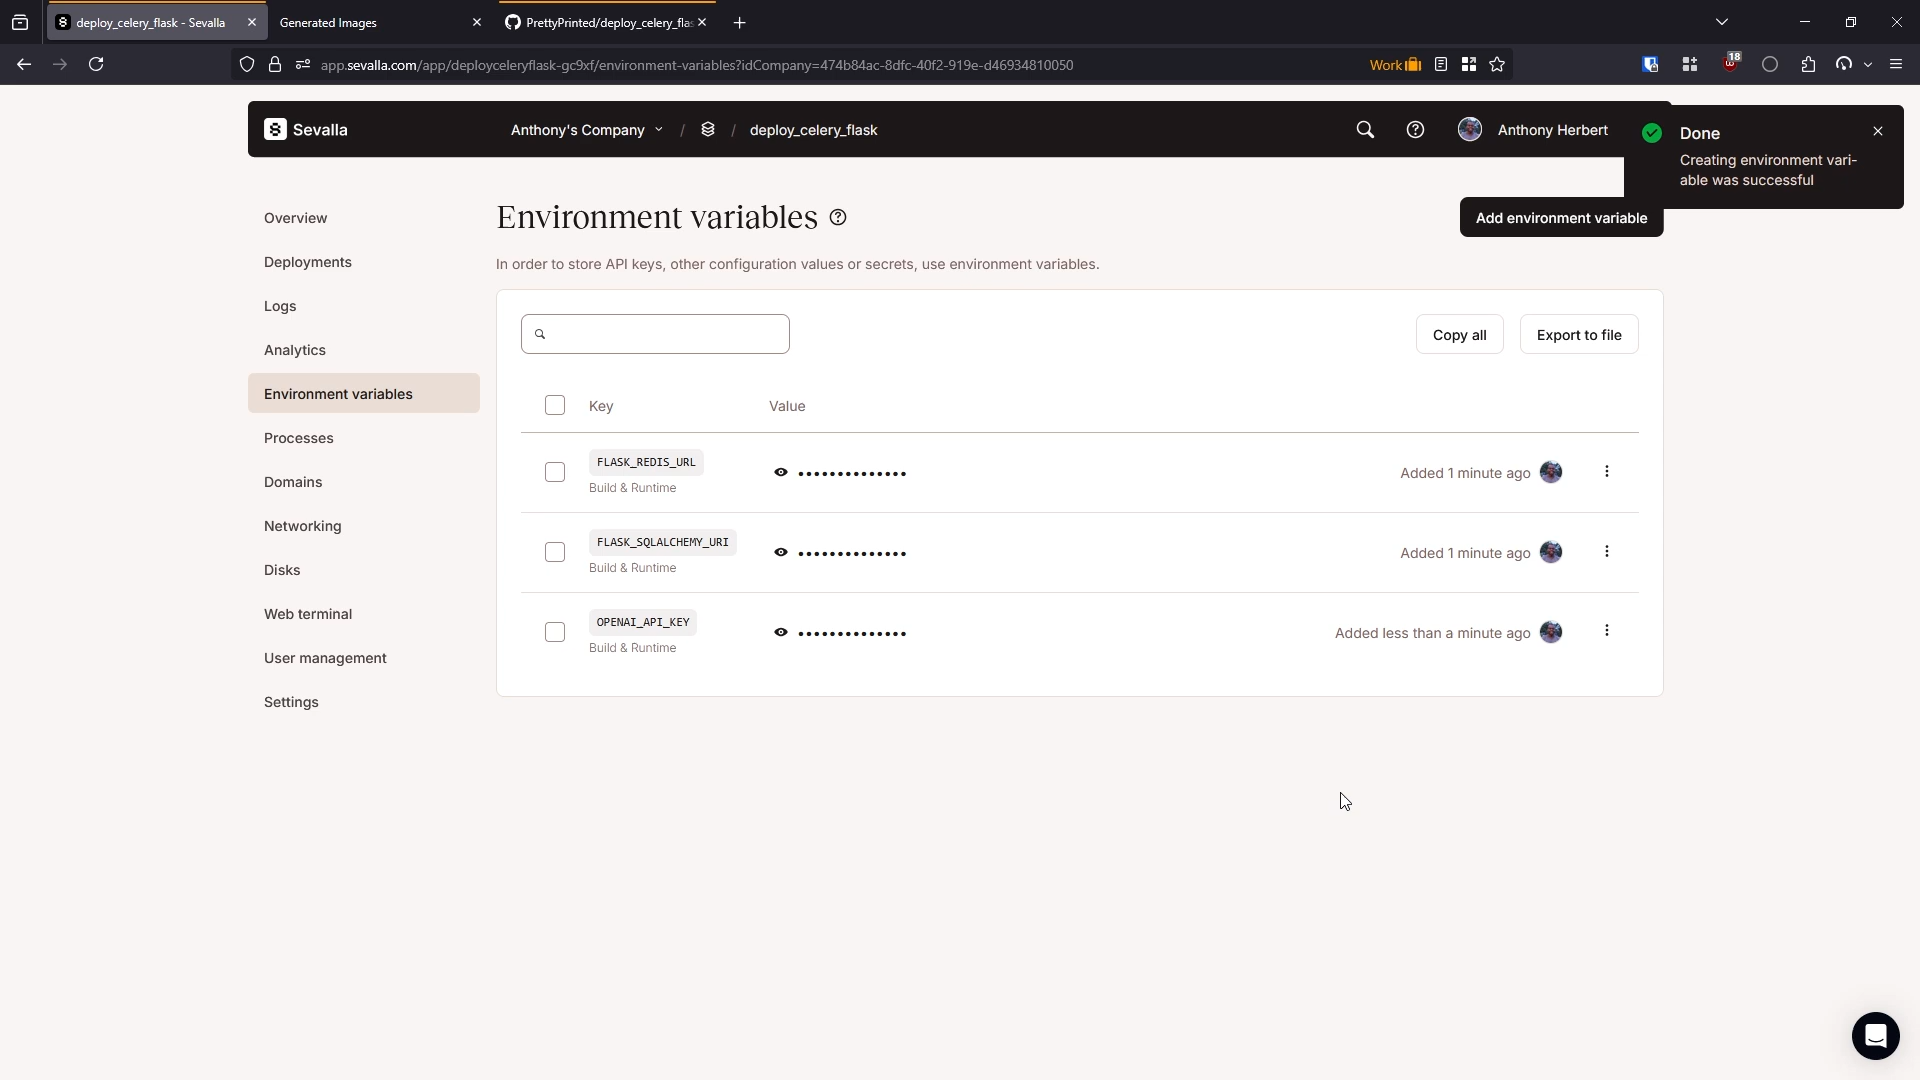 deploy_celery_flask - Sevalla
Generated Images
PrettyPrinted/deploy_celery_flas
app.sevalla.com/app/deployceleryflask-gc9xf/environment-variables?idCompany=474b84ac-8dfc-40f2-919e-d46934810050
Work
18
Sevalla
Anthony's Company / / deploy_celery_flask
Anthony Herbert
Done
Creating environment vari-
able was successful
Overview
Deployments
Logs
Analytics
Environment variables
Processes
Domains
Networking
Disks
Web terminal
User management
Settings
Environment variables
Add environment variable
In order to store API keys, other configuration values or secrets, use environment variables.
Copy all
Export to file
Key
Value
FLASK_REDIS_URL
Build & Runtime
••••••••••••••
Added 1 minute ago
FLASK_SQLALCHEMY_URI
Build & Runtime
••••••••••••••
Added 1 minute ago
OPENAI_API_KEY
Build & Runtime
••••••••••••••
Added less than a minute ago